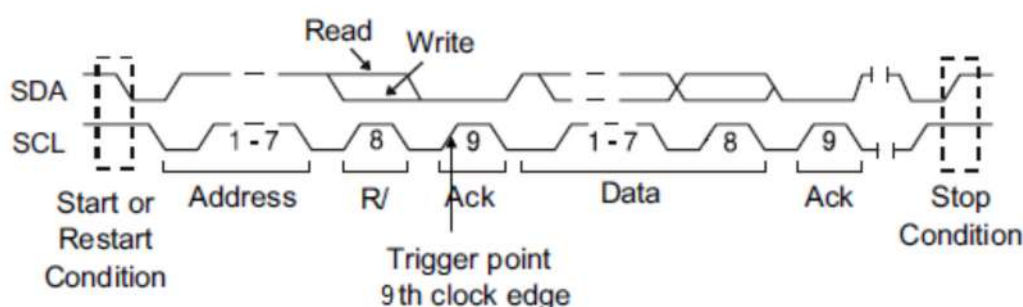 Read
Write
SDA
SCL
1 - 7
8
9
1 - 7
8
9
Address
R/
Ack
Data
Ack
Start or
Restart
Condition
Stop
Condition
Trigger point
9th clock edge